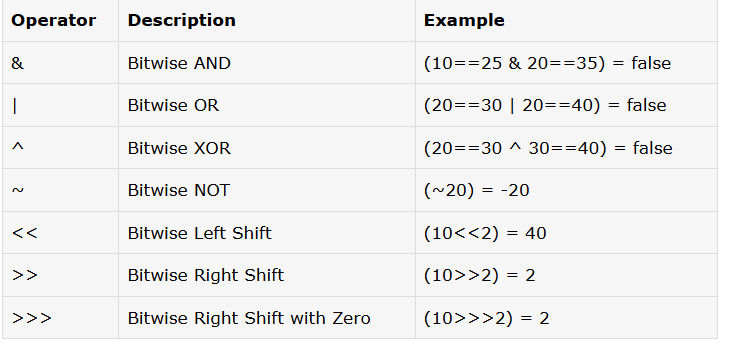 Operator Description Example
& Bitwise AND (10==25 & 20==35) = false
| Bitwise OR (20==30 | 20==40) = false
^ Bitwise XOR (20==30 ^ 30==40) = false
~ Bitwise NOT (~20) = -20
<< Bitwise Left Shift (10<<2) = 40
>> Bitwise Right Shift (10>>2) = 2
>>> Bitwise Right Shift with Zero (10>>>2) = 2